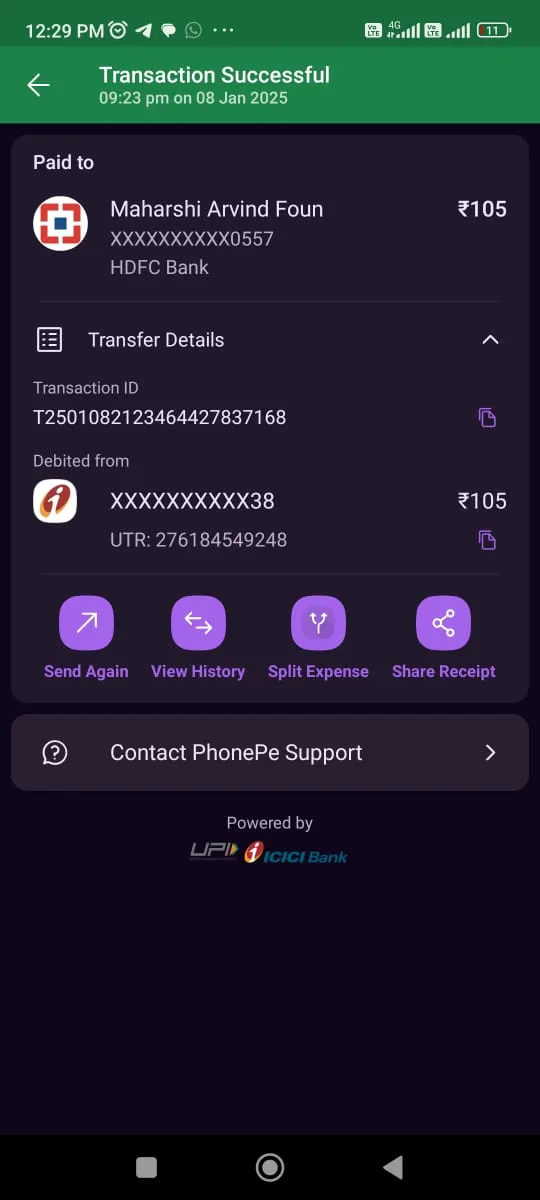 12:29 PM
4G
Vo LTE
Vo LTE
11
Transaction Successful
09:23 pm on 08 Jan 2025
Paid to
Maharshi Arvind Foun ₹105
XXXXXXXXXX0557
HDFC Bank
Transfer Details
Transaction ID
T2501082123464427837168
Debited from
XXXXXXXXXX38 ₹105
UTR: 276184549248
Send Again View History Split Expense Share Receipt
Contact PhonePe Support
Powered by
UPI ICICI Bank